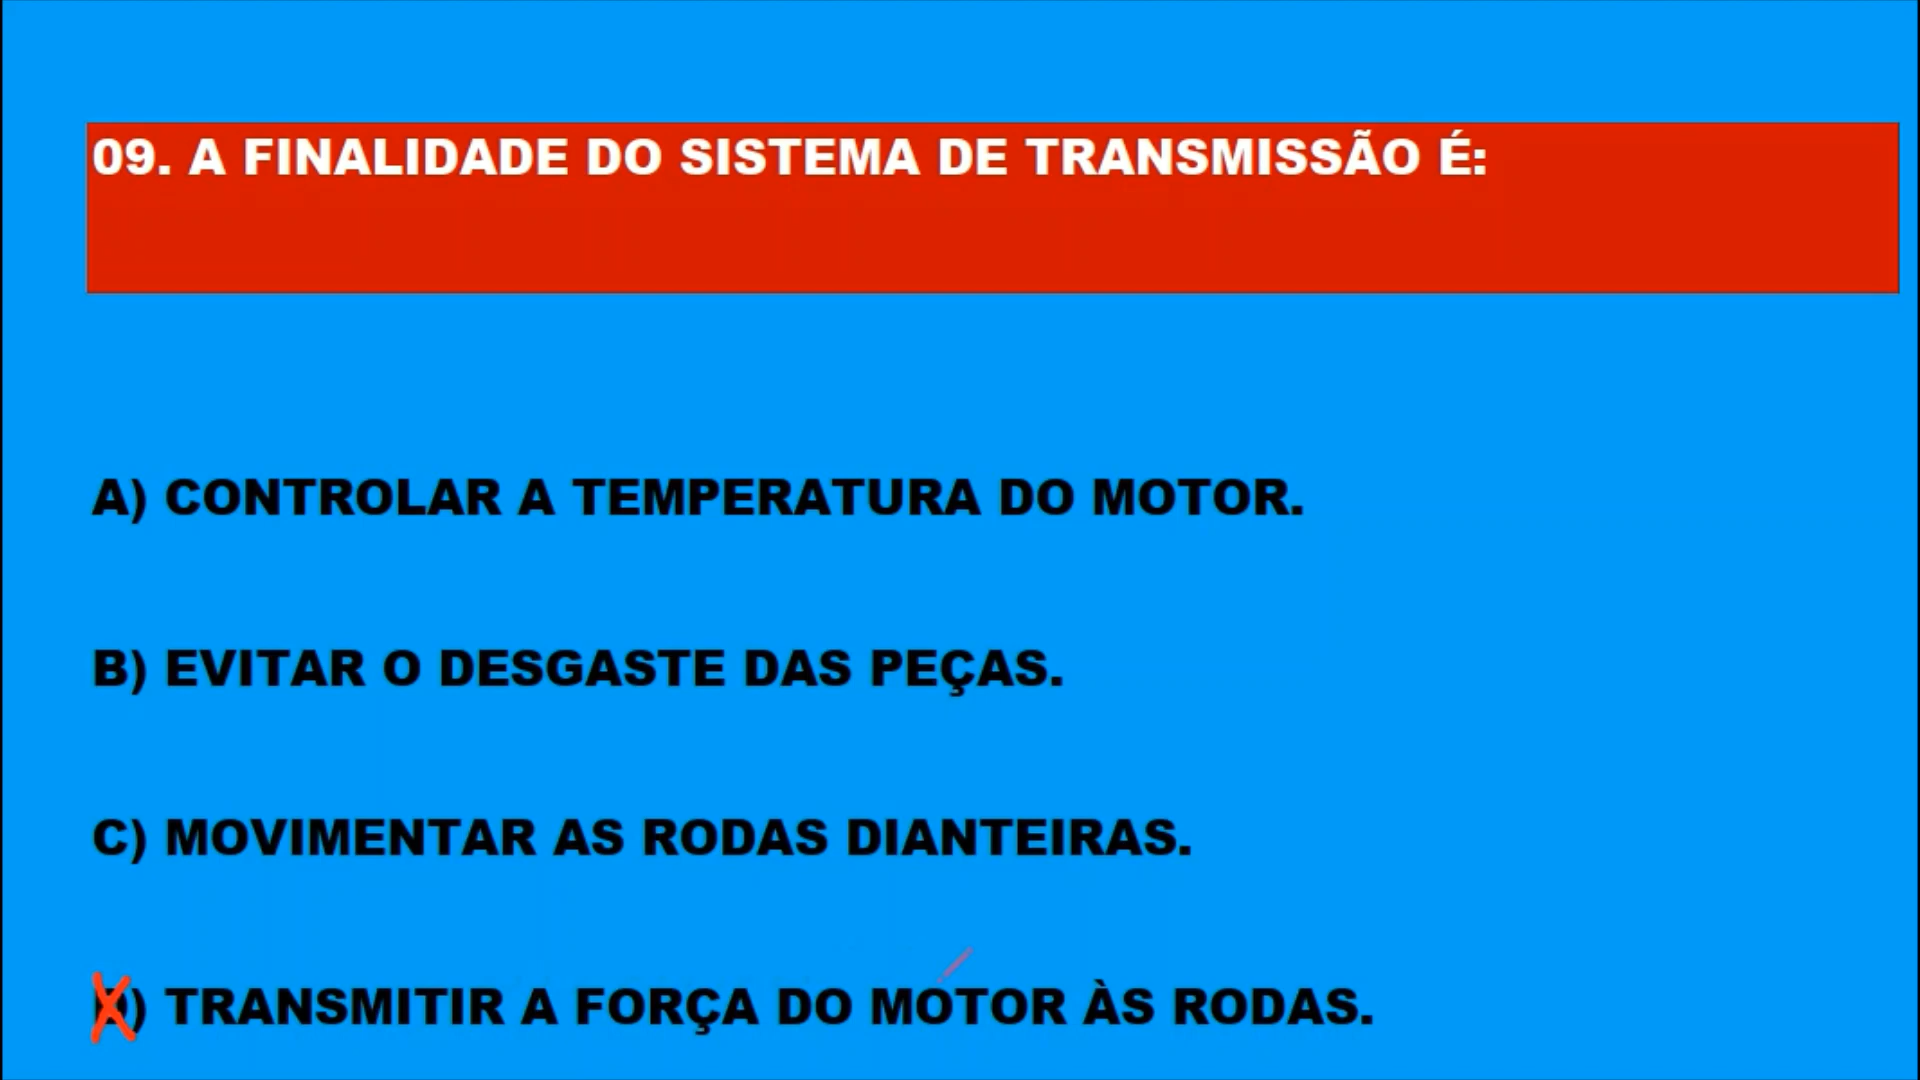 09. A FINALIDADE DO SISTEMA DE TRANSMISSÃO É:
A) CONTROLAR A TEMPERATURA DO MOTOR.
B) EVITAR O DESGASTE DAS PEÇAS.
C) MOVIMENTAR AS RODAS DIANTEIRAS.
D) TRANSMITIR A FORÇA DO MOTOR ÀS RODAS.